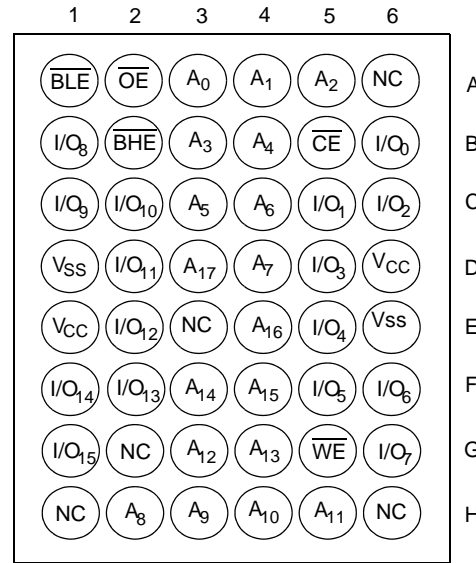 1 2 3 4 5 6
BLE OE A0 A1 A2 NC A
I/O8 BHE A3 A4 CE I/O0 B
I/O9 I/O10 A5 A6 I/O1 I/O2 C
VSS I/O11 A17 A7 I/O3 VCC D
VCC I/O12 NC A16 I/O4 Vss E
I/O14 I/O13 A14 A15 I/O5 I/O6 F
I/O15 NC A12 A13 WE I/O7 G
NC A8 A9 A10 A11 NC H